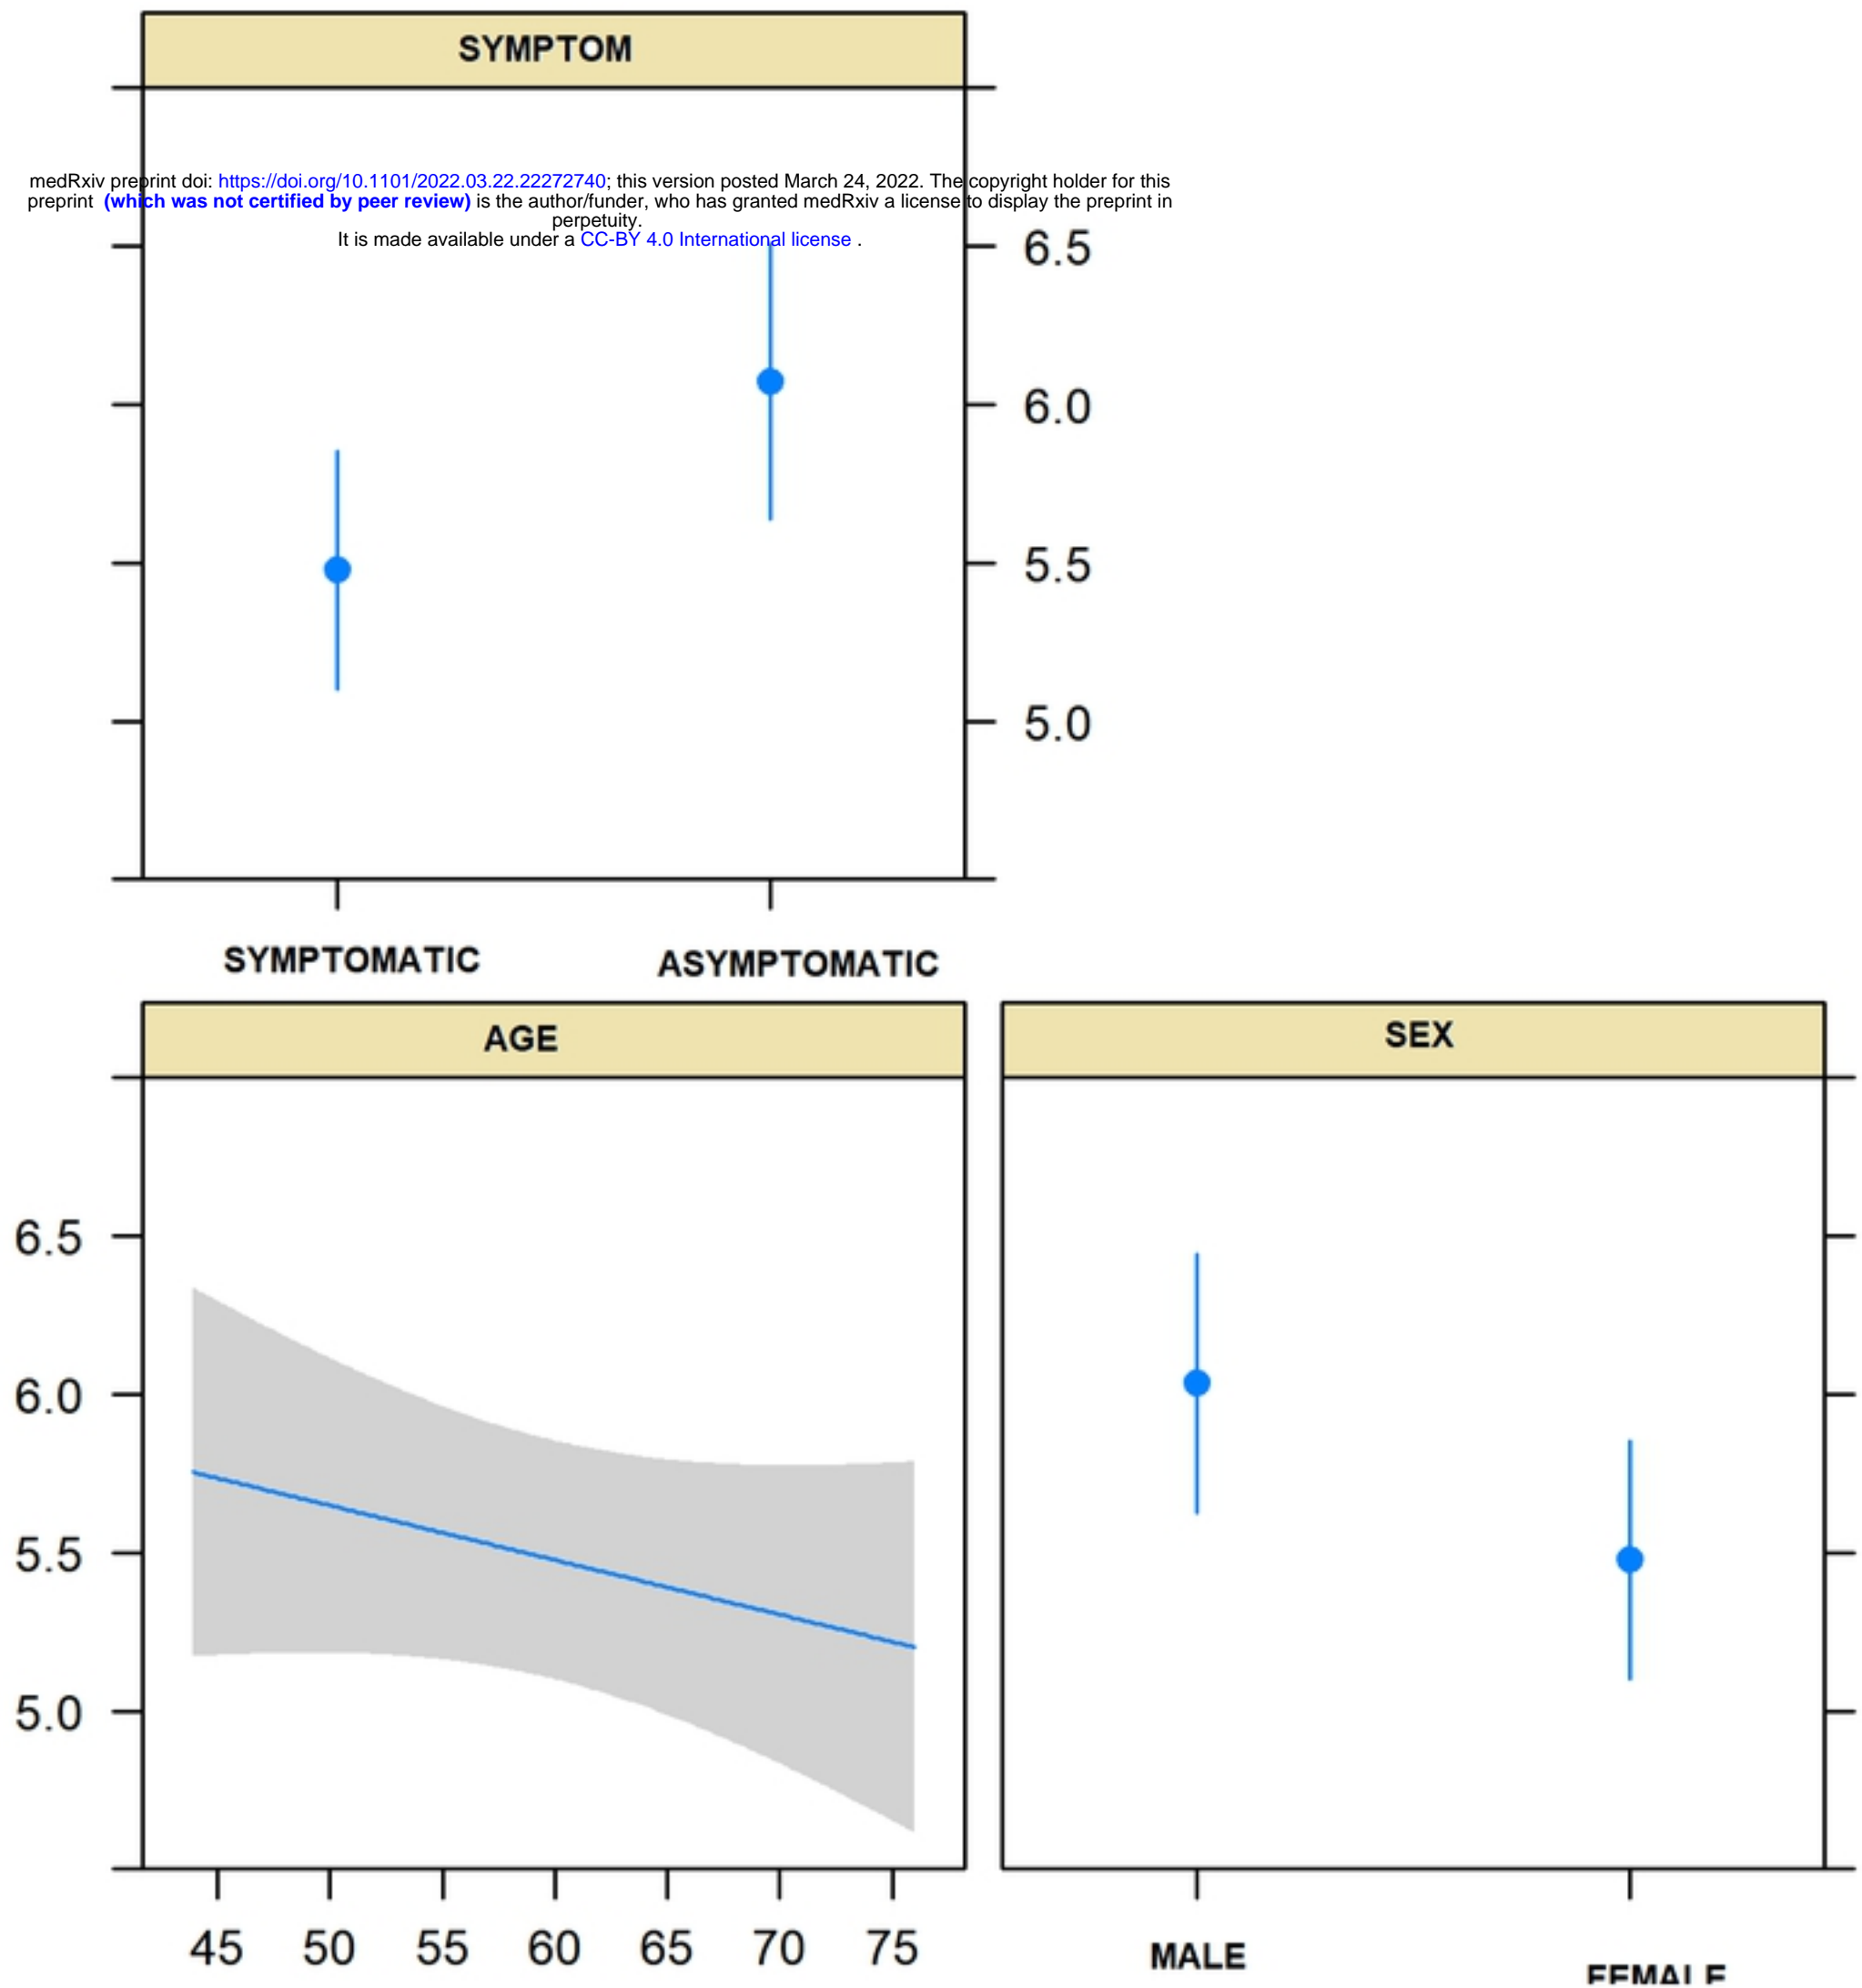 SYMPTOM
medRxiv preprint doi: https://doi.org/10.1101/2022.03.22.22272740; this version posted March 24, 2022. The copyright holder for this
preprint (which was not certified by peer review) is the author/funder, who has granted medRxiv a license to display the preprint in
perpetuity.
It is made available under a CC-BY 4.0 International license .
6.5
6.0
5.5
5.0
SYMPTOMATIC ASYMPTOMATIC
AGE
6.5
6.0
5.5
5.0
45 50 55 60 65 70 75
SEX
MALE FEMALE